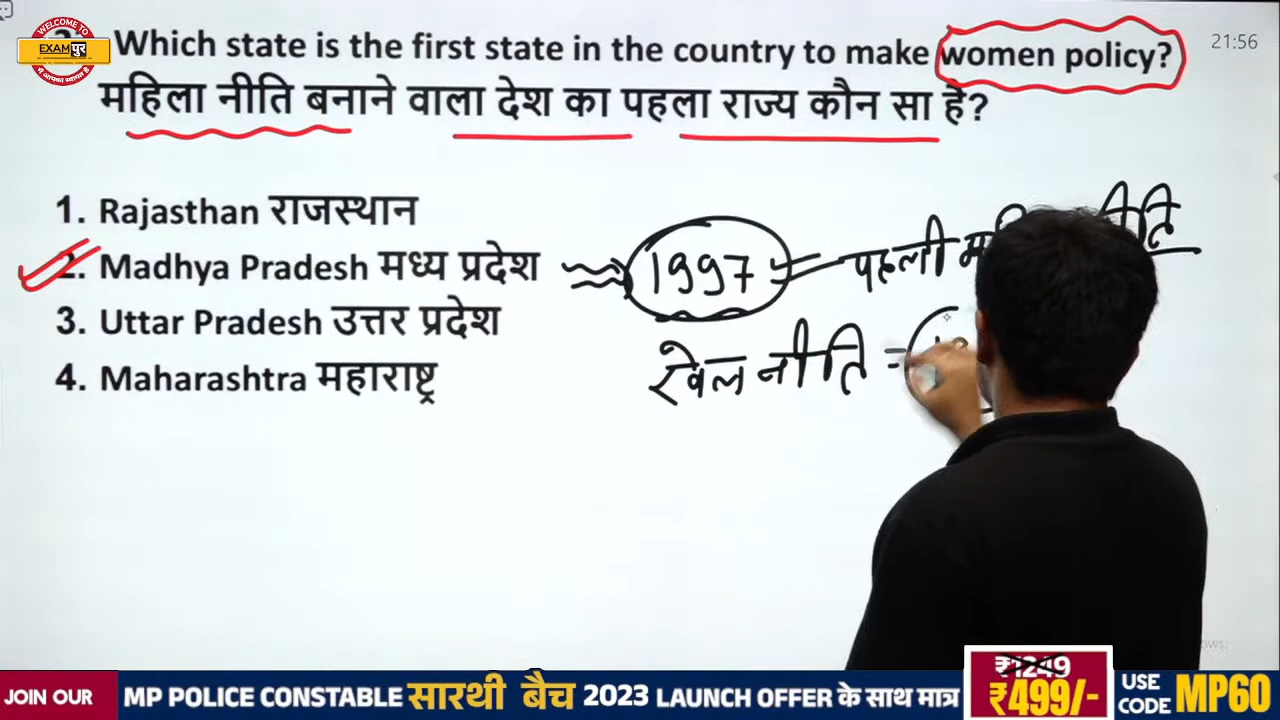 WELCOME TO
EXAM पुर
में आपका स्वागत है
Which state is the first state in the country to make women policy?
21:56
महिला नीति बनाने वाला देश का पहला राज्य कौन सा है?
1. Rajasthan राजस्थान
2. Madhya Pradesh मध्य प्रदेश
1997
पहली
3. Uttar Pradesh उत्तर प्रदेश
खेल नीति =
4. Maharashtra महाराष्ट्र
JOIN OUR
MP POLICE CONSTABLE सारथी बैच 2023 LAUNCH OFFER के साथ मात्र
₹1249
₹499/-
USE CODE MP60